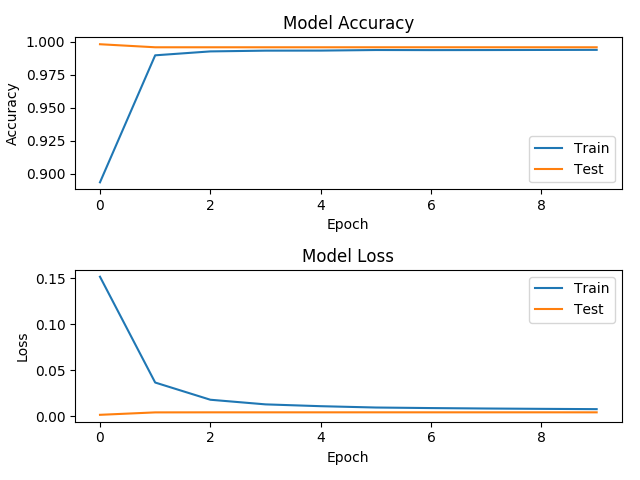 Model Accuracy
1.000
0.975
0.950
0.925
0.900
Accuracy
Train
Test
0 2 4 6 8
Epoch
Model Loss
0.15
0.10
0.05
0.00
Loss
Train
Test
0 2 4 6 8
Epoch